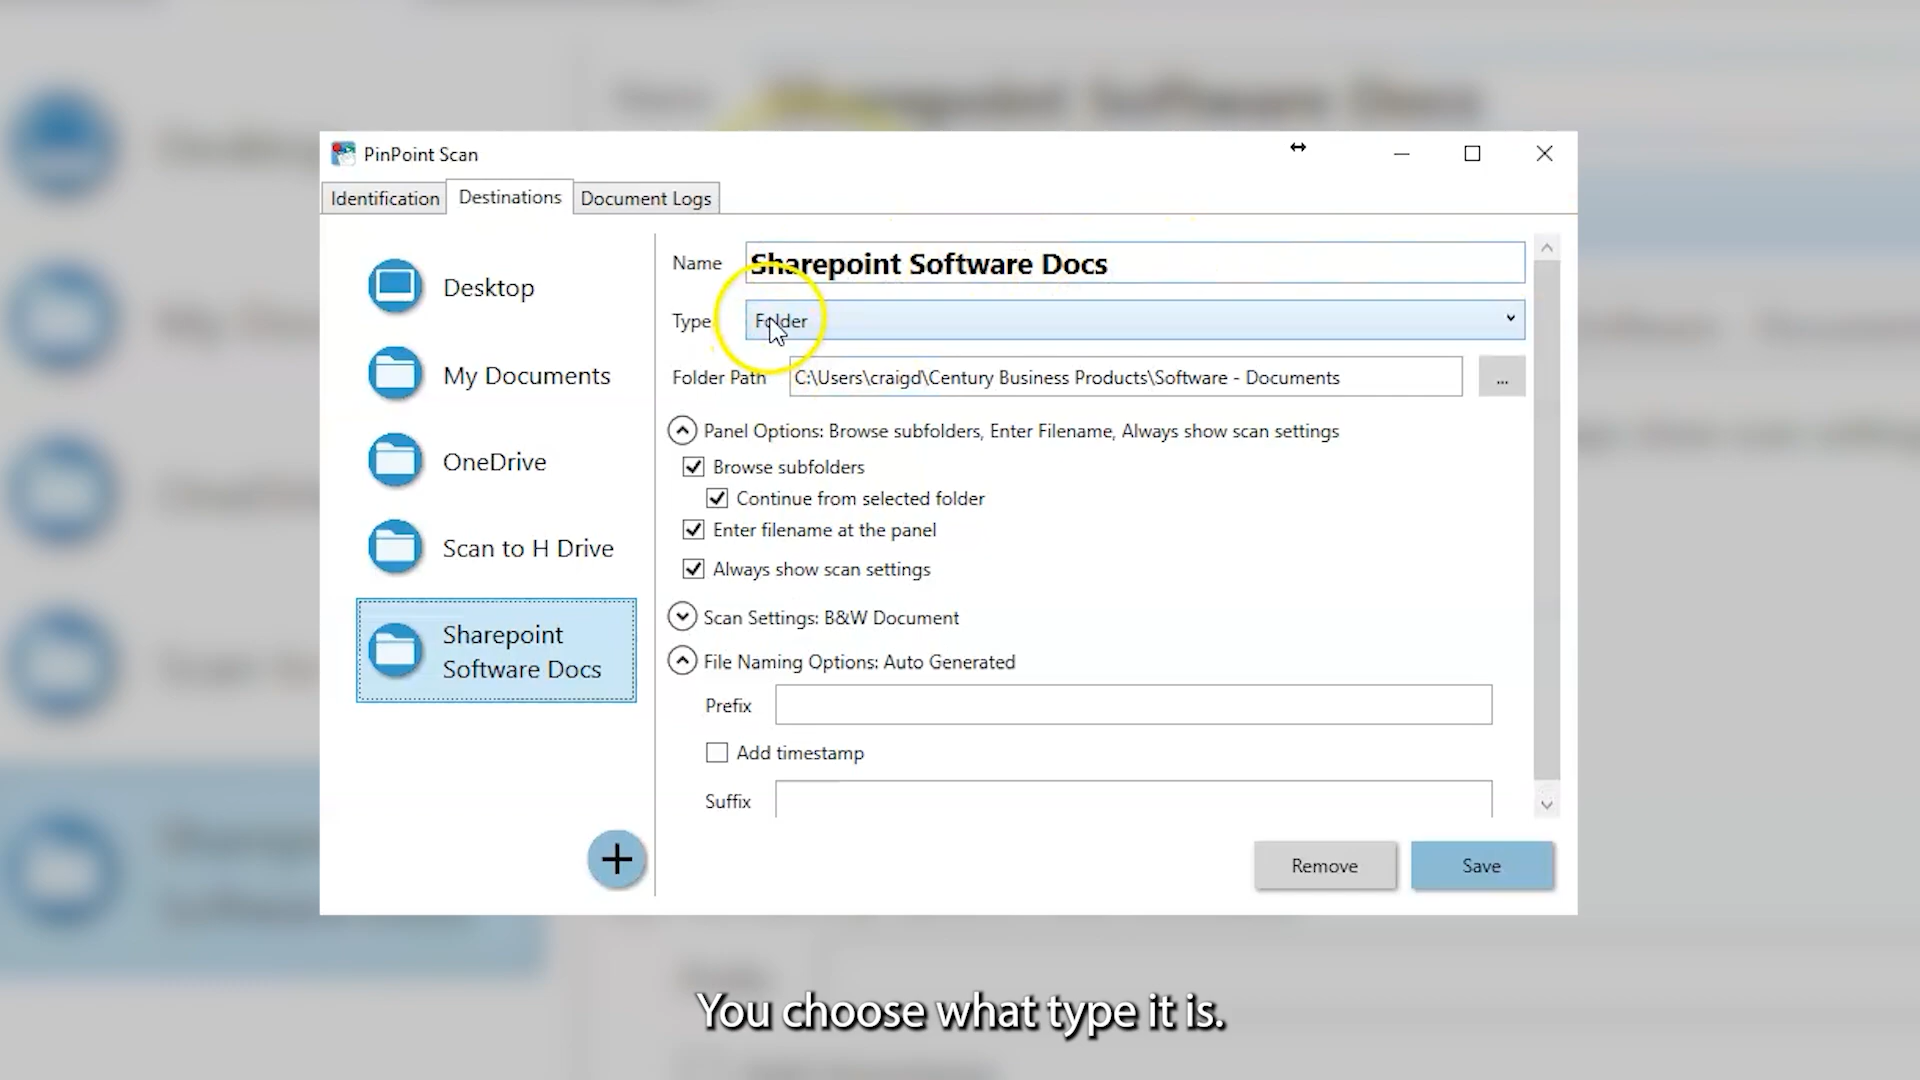 PinPoint Scan
Identification
Destinations
Document Logs
Desktop
My Documents
OneDrive
Scan to H Drive
Sharepoint
Software Docs
Name
Sharepoint Software Docs
Type
Folder
Folder Path
C:\Users\craigd\Century Business Products\Software - Documents
...
Panel Options: Browse subfolders, Enter Filename, Always show scan settings
Browse subfolders
Continue from selected folder
Enter filename at the panel
Always show scan settings
Scan Settings: B&W Document
File Naming Options: Auto Generated
Prefix
Add timestamp
Suffix
Remove
Save
You choose what type it is.